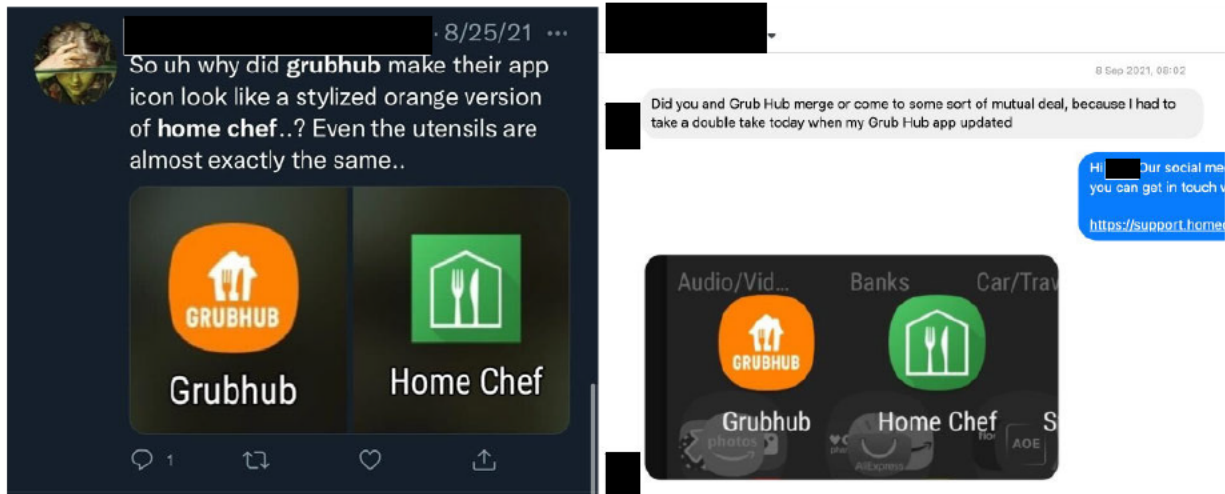 8/25/21
So uh why did grubhub make their app
icon look like a stylized orange version
of home chef..? Even the utensils are
almost exactly the same..
GRUBHUB
Grubhub
Home Chef
1
8 Sep 2021, 08:02
Did you and Grub Hub merge or come to some sort of mutual deal, because I had to
take a double take today when my Grub Hub app updated
Hi
Our social me
you can get in touch
https://support.home
Audio/Vid...
Banks
Car/Trav
GRUBHUB
Grubhub
Home Chef
S
photos
AliExpress
AOE